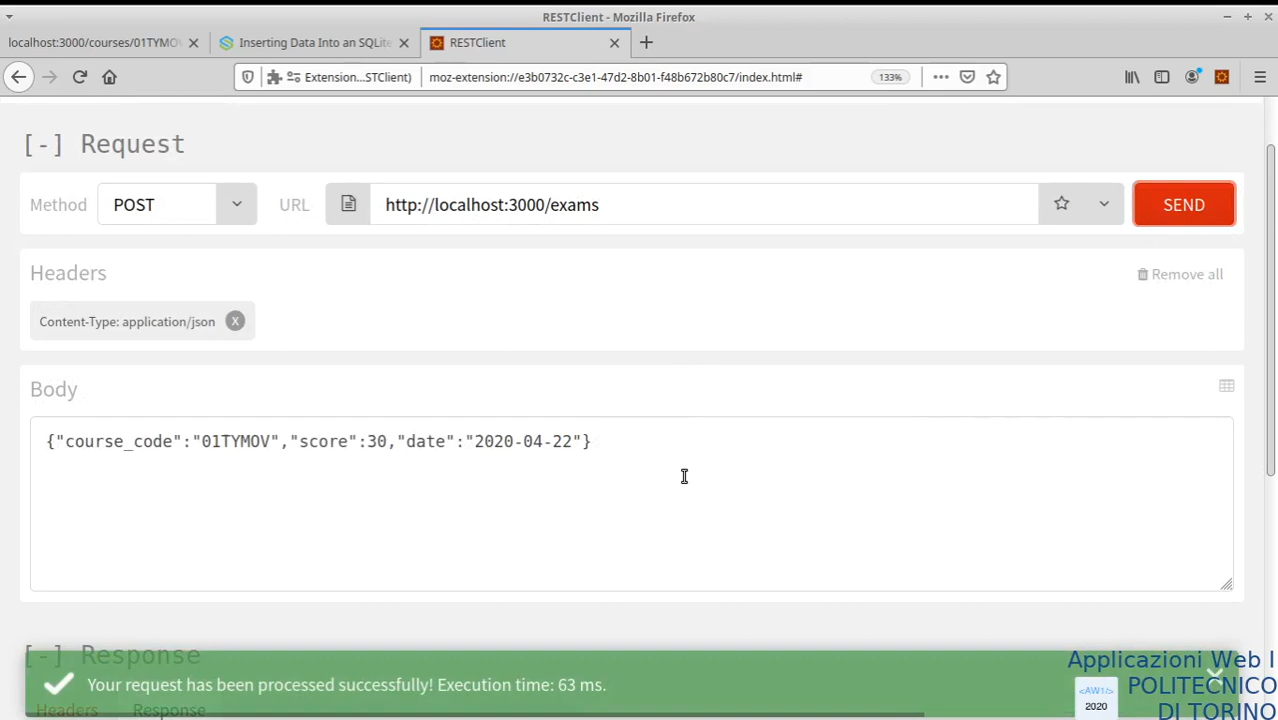 RESTClient - Mozilla Firefox
localhost:3000/courses/01TYMOV
Inserting Data Into an SQLite
RESTClient
Extension...STClient)
moz-extension://e3b0732c-c3e1-47d2-8b01-f48b672b80c7/index.html#
133%
[-] Request
Method
POST
URL
http://localhost:3000/exams
SEND
Headers
Remove all
Content-Type: application/json
X
Body
{"course_code":"01TYMOV","score":30,"date":"2020-04-22"}
[-] Response
Your request has been processed successfully! Execution time: 63 ms.
Headers
Response
Applicazioni Web I
POLITECNICO
DI TORINO
<AW1/>
2020